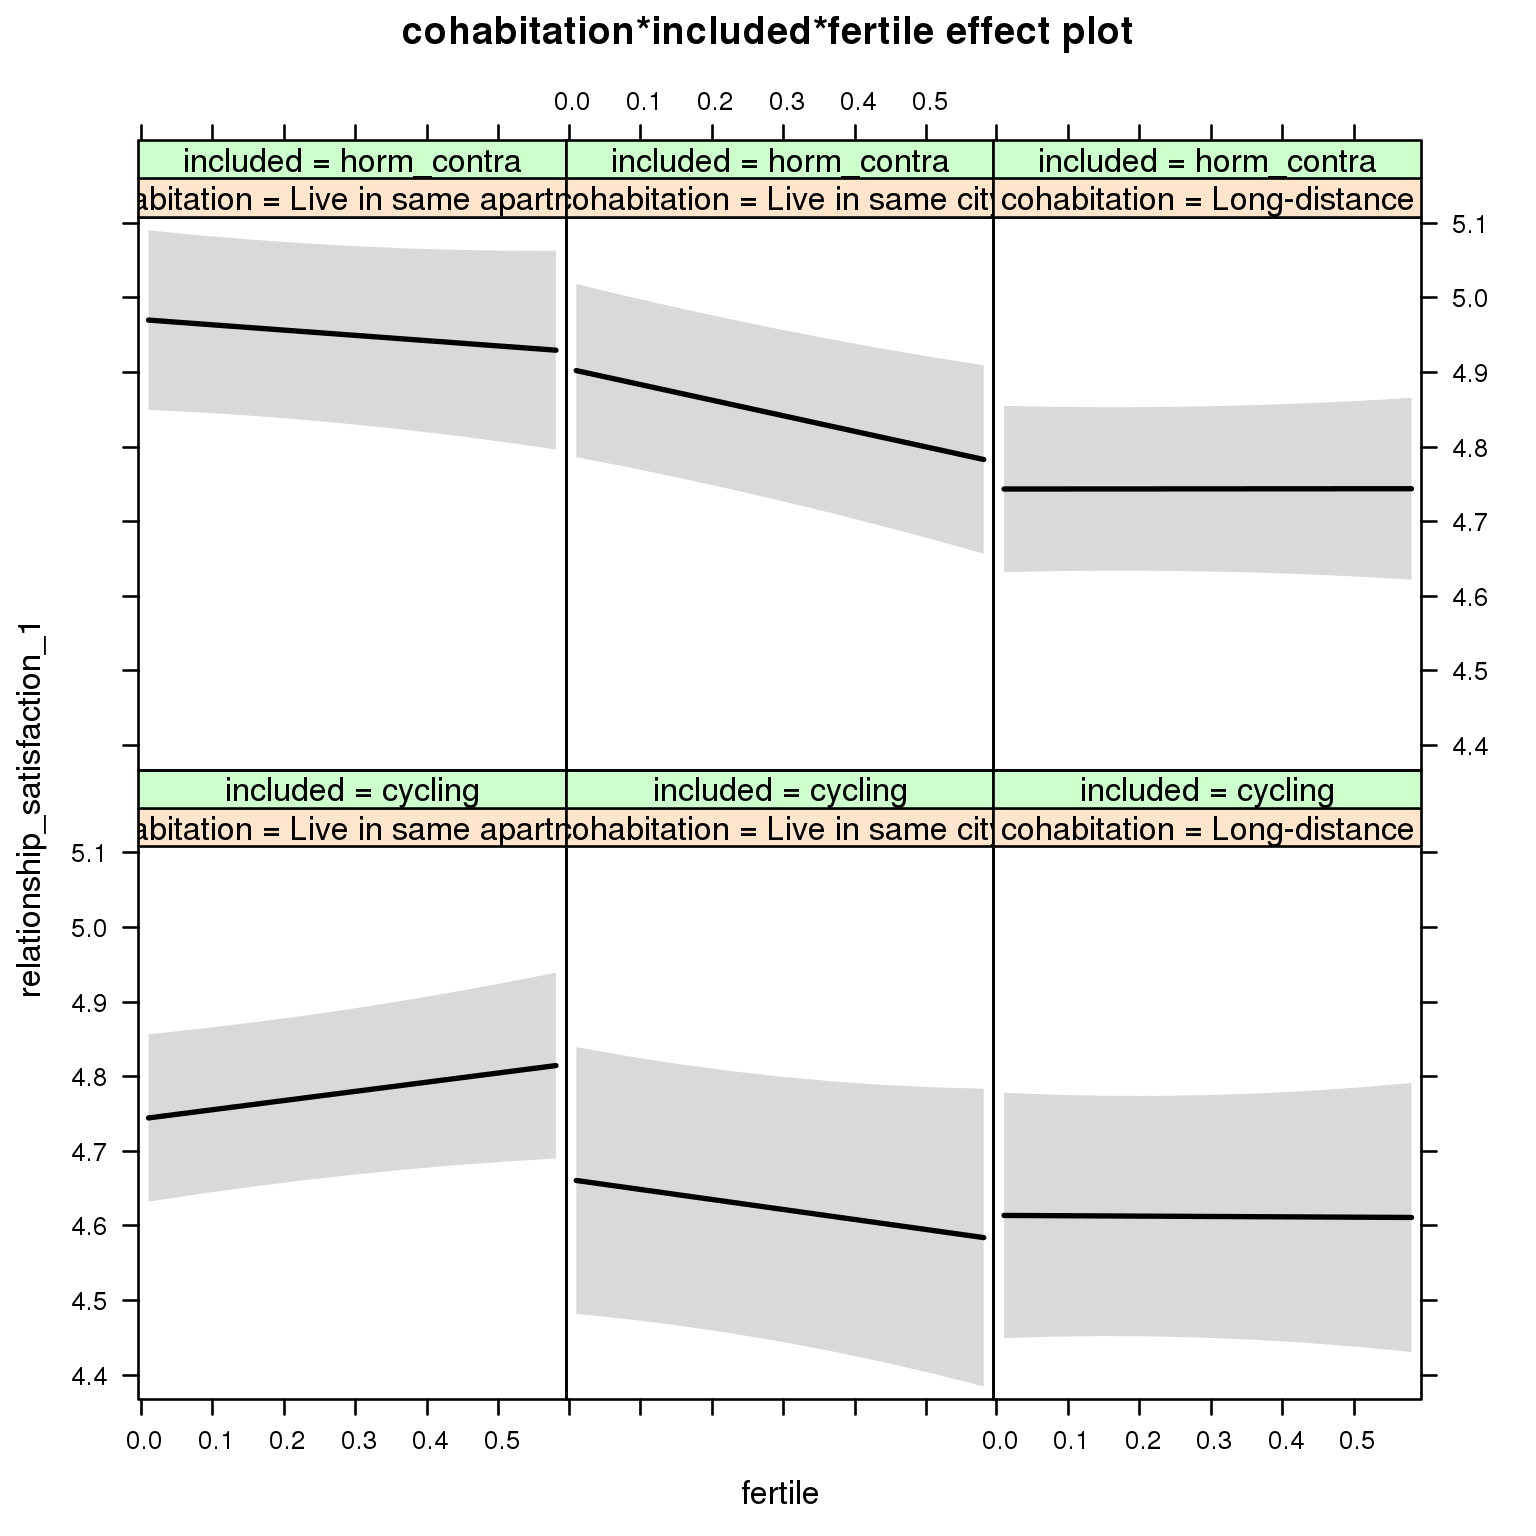 cohabitation*included*fertile effect plot
0.0 0.1 0.2 0.3 0.4 0.5
included = horm_contra included = horm_contra included = horm_contra
abitation = Live in same apartn cohabitation = Live in same city cohabitation = Long-distance
5.1
5.0
4.9
4.8
4.7
4.6
4.5
4.4
relationship_satisfaction_1
included = cycling included = cycling included = cycling
abitation = Live in same apartn cohabitation = Live in same city cohabitation = Long-distance
5.1
5.0
4.9
4.8
4.7
4.6
4.5
4.4
0.0 0.1 0.2 0.3 0.4 0.5 0.0 0.1 0.2 0.3 0.4 0.5
fertile